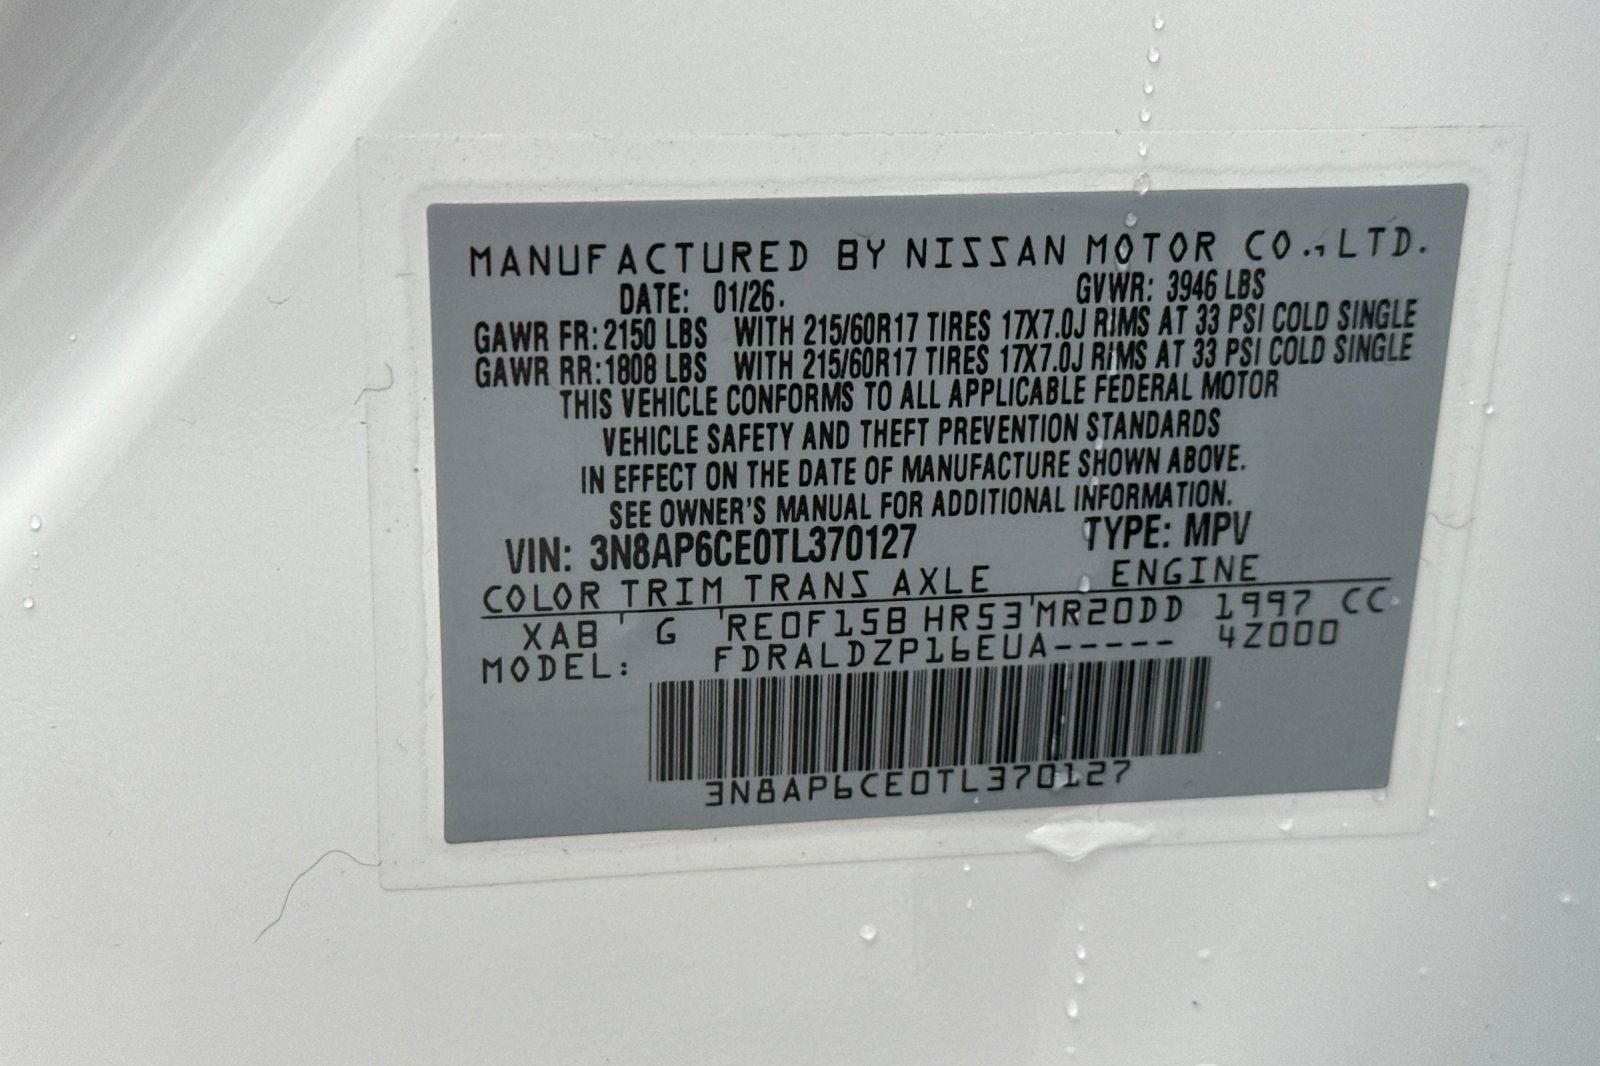 MANUFACTURED BY NISSAN MOTOR CO.,LTD.
DATE: 01/26. GVWR: 3946 LBS
GAWR FR: 2150 LBS WITH 215/60R17 TIRES 17X7.0J RIMS AT 33 PSI COLD SINGLE
GAWR RR: 1808 LBS WITH 215/60R17 TIRES 17X7.0J RIMS AT 33 PSI COLD SINGLE
THIS VEHICLE CONFORMS TO ALL APPLICABLE FEDERAL MOTOR
VEHICLE SAFETY AND THEFT PREVENTION STANDARDS
IN EFFECT ON THE DATE OF MANUFACTURE SHOWN ABOVE.
SEE OWNER'S MANUAL FOR ADDITIONAL INFORMATION.
VIN: 3N8AP6CE0TL370127 TYPE: MPV
COLOR TRIM TRANS AXLE ENGINE
XAB G RE0F15B HR53 MR20DD 1997 CC
MODEL: FDRALDZP16EUA----- 4Z000
3N8AP6CE0TL370127